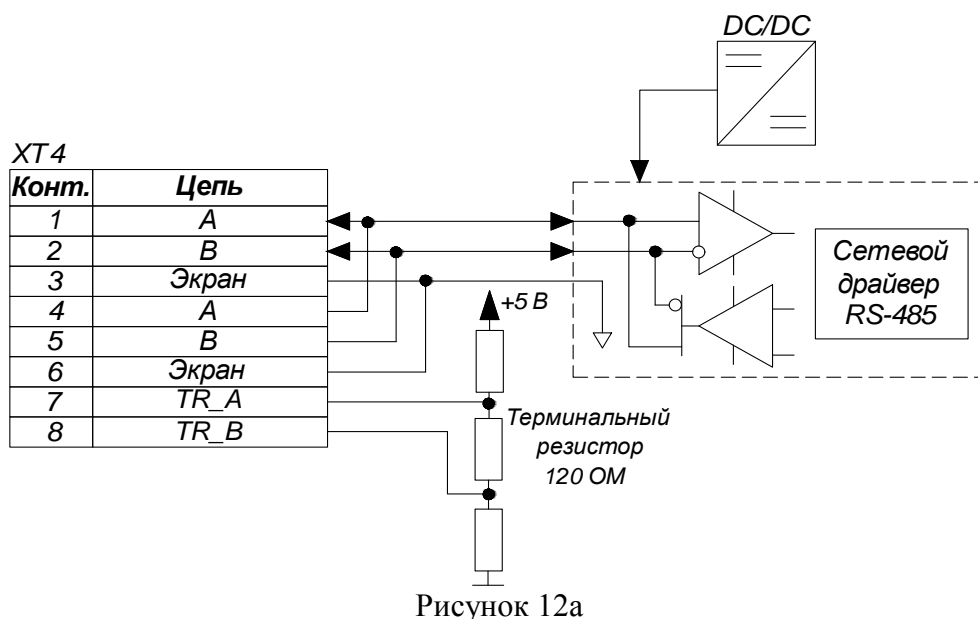 DC/DC
XT4
Конт. Цепь
1 A
2 B
3 Экран
4 A
5 B
6 Экран
7 TR_A
8 TR_B
+5 В
Терминальный
резистор
120 ОМ
Сетевой
драйвер
RS-485
Рисунок 12а